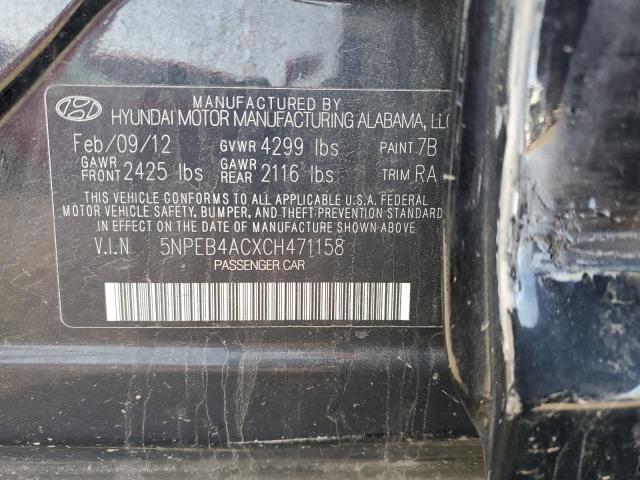 MANUFACTURED BY
HYUNDAI MOTOR MANUFACTURING ALABAMA, LLC
Feb/09/12 GVWR 4299 lbs PAINT 7B
GAWR FRONT 2425 lbs GAWR REAR 2116 lbs TRIM RA
THIS VEHICLE CONFORMS TO ALL APPLICABLE U.S.A. FEDERAL
MOTOR VEHICLE SAFETY, BUMPER, AND THEFT PREVENTION STANDARD
IN EFFECT ON THE DATE OF MANUFACTURE SHOWN ABOVE
V.I.N 5NPEB4ACXCH471158
PASSENGER CAR